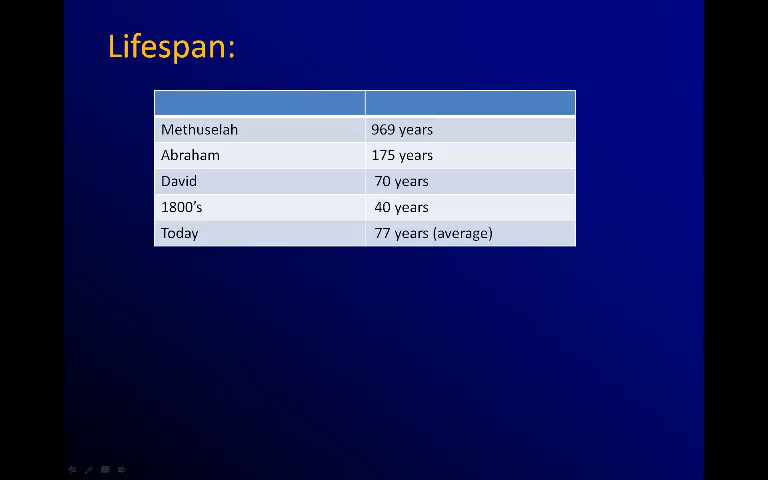 Lifespan:
Methuselah 969 years
Abraham 175 years
David 70 years
1800's 40 years
Today 77 years (average)